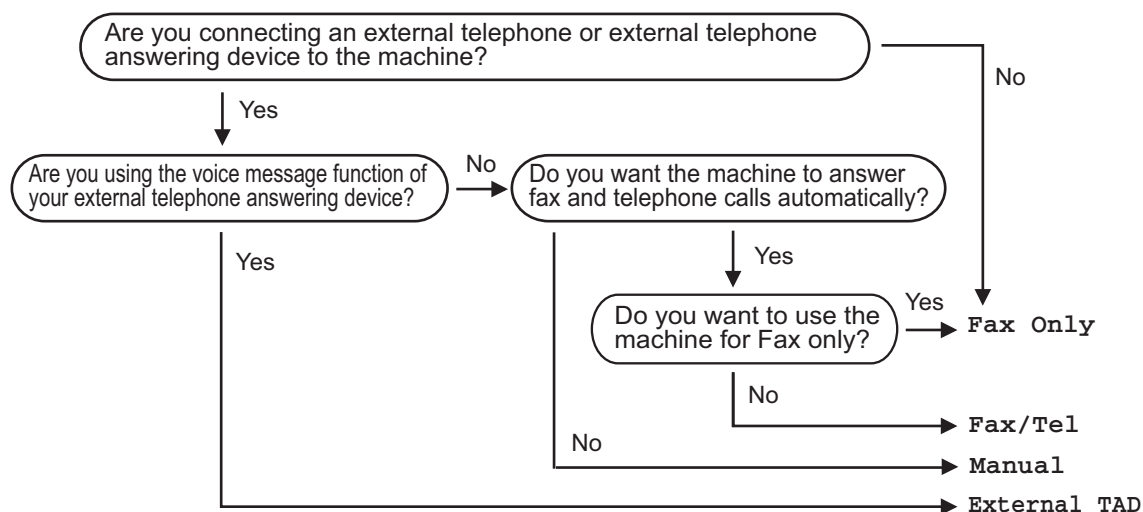 Are you connecting an external telephone or external telephone
answering device to the machine?
No
Yes
Are you using the voice message function of
your external telephone answering device?
No
Do you want the machine to answer
fax and telephone calls automatically?
Yes
Yes
Do you want to use the
machine for Fax only?
Yes
Fax Only
No
Fax/Tel
No
Manual
External TAD